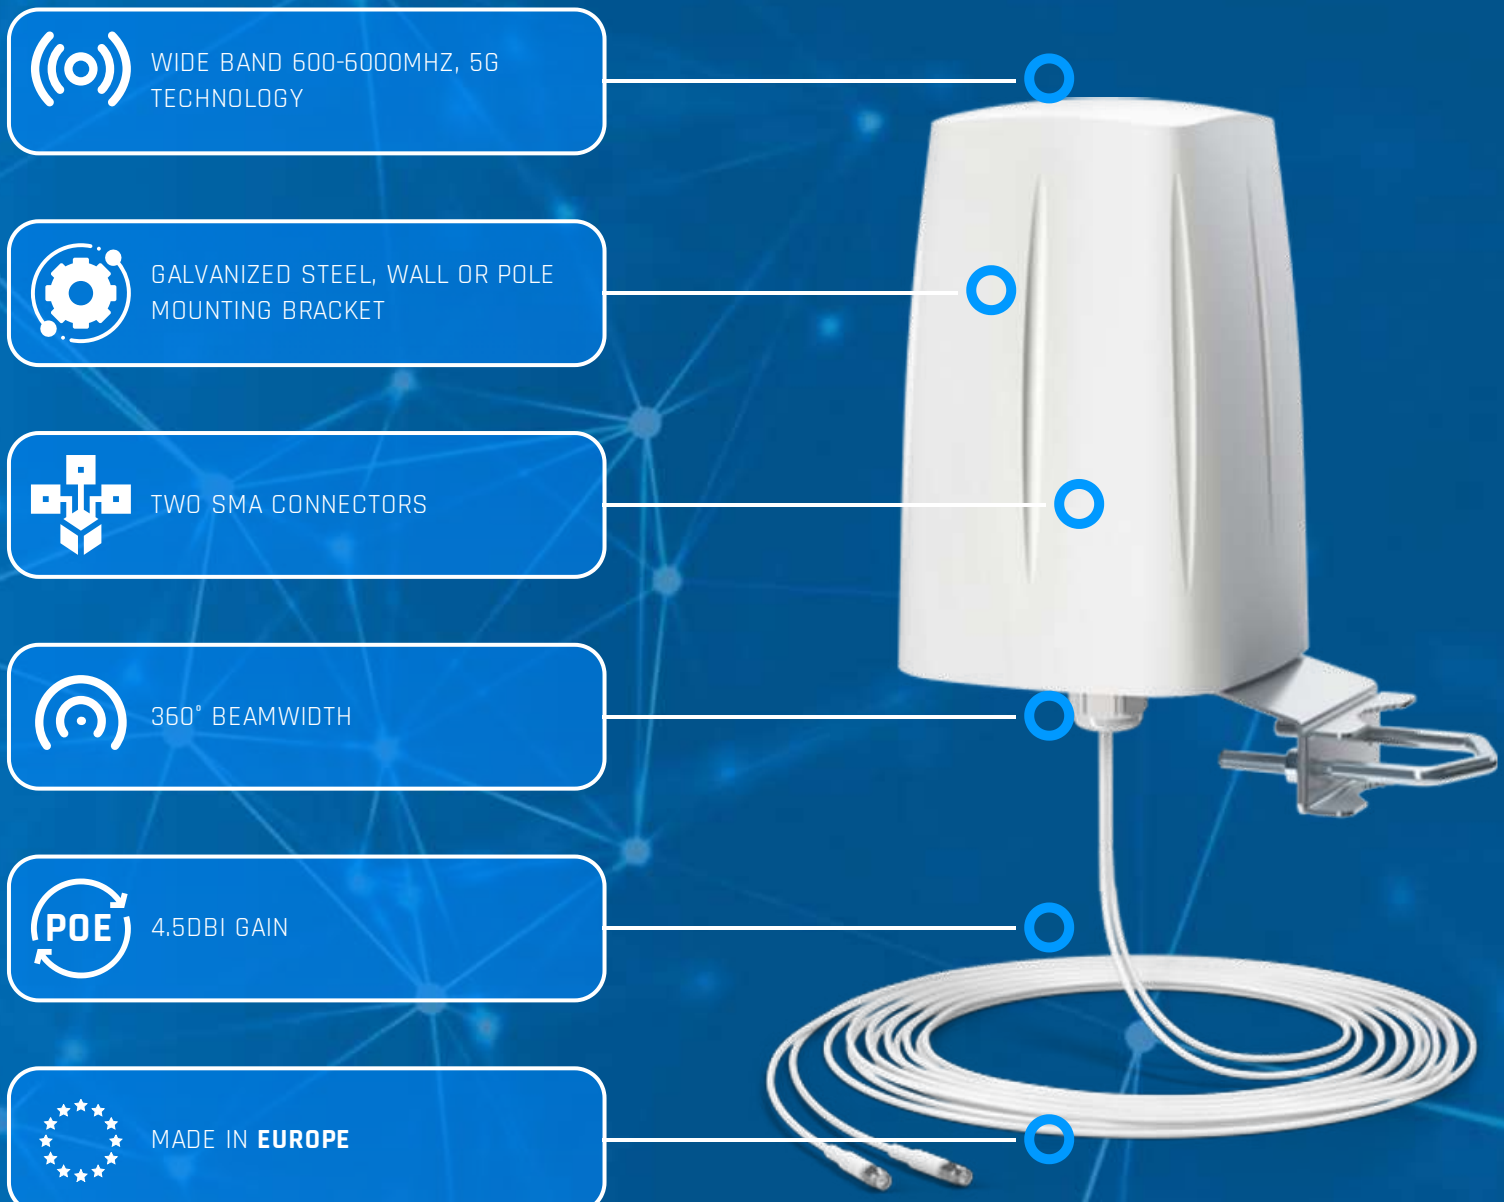 WIDE BAND 600-6000MHZ, 5G
TECHNOLOGY
GALVANIZED STEEL, WALL OR POLE
MOUNTING BRACKET
TWO SMA CONNECTORS
360° BEAMWIDTH
POE
4.5DBI GAIN
MADE IN EUROPE